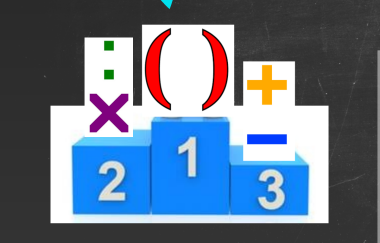 : ( ) +
× −
2 1 3